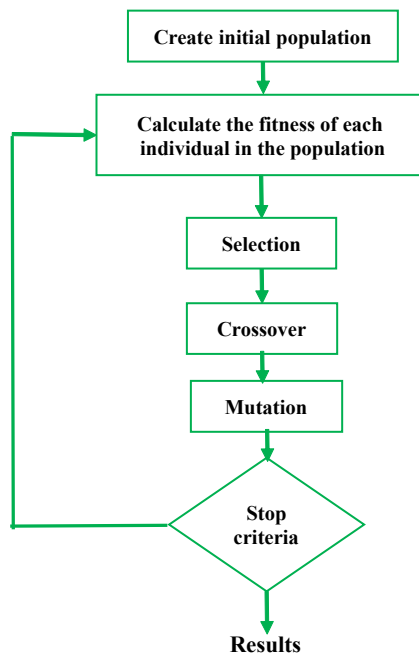 Create initial population
Calculate the fitness of each
individual in the population
Selection
Crossover
Mutation
Stop
criteria
Results